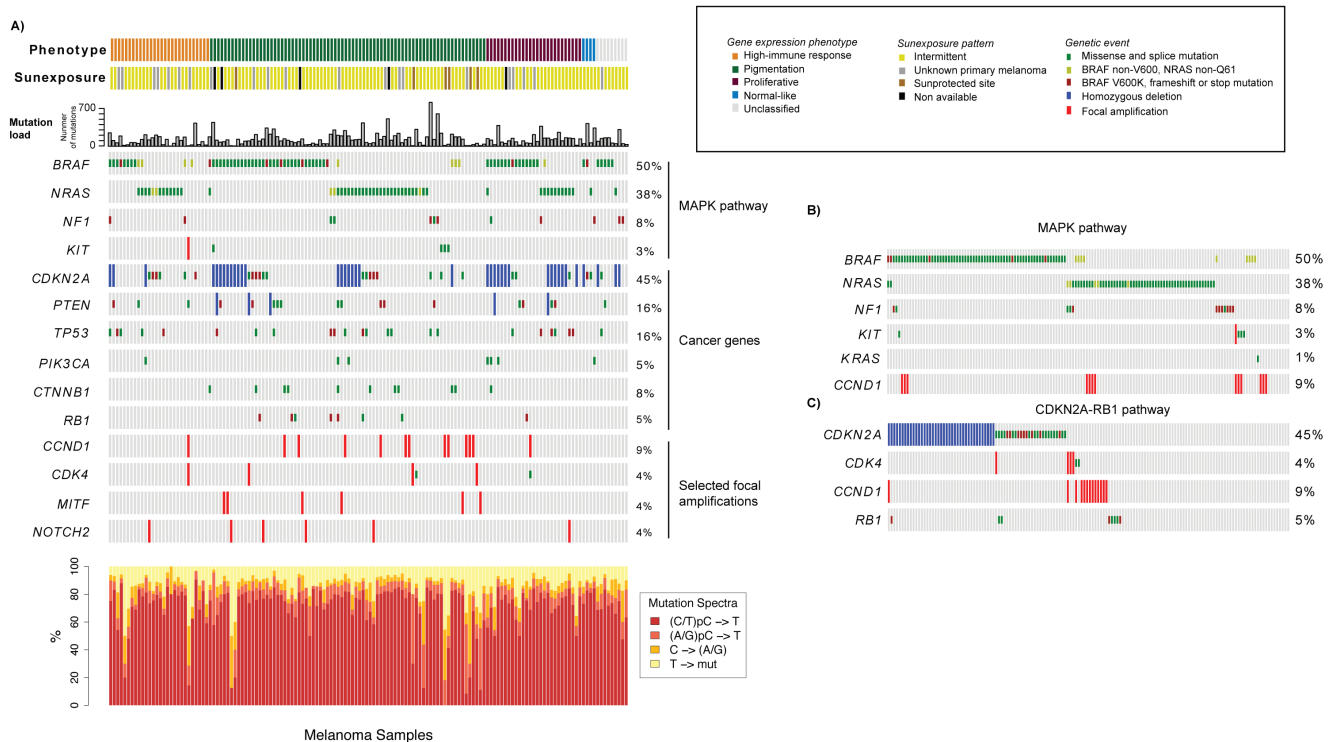 A)
Phenotype
Sunexposure
Mutation load
Nunmer of mutations
700
0
BRAF 50%
NRAS 38%
NF1 8%
KIT 3%
MAPK pathway
CDKN2A 45%
PTEN 16%
TP53 16%
PIK3CA 5%
CTNNB1 8%
RB1 5%
Cancer genes
CCND1 9%
CDK4 4%
MITF 4%
NOTCH2 4%
Selected focal amplifications
%
100
80
60
40
20
0
Melanoma Samples
Mutation Spectra
(C/T)pC -> T
(A/G)pC -> T
C -> (A/G)
T -> mut
Gene expression phenotype
High-immune response
Pigmentation
Proliferative
Normal-like
Unclassified
Sunexposure pattern
Intermittent
Unknown primary melanoma
Sunprotected site
Non available
Genetic event
Missense and splice mutation
BRAF non-V600, NRAS non-Q61
BRAF V600K, frameshift or stop mutation
Homozygous deletion
Focal amplification
B)
MAPK pathway
BRAF 50%
NRAS 38%
NF1 8%
KIT 3%
KRAS 1%
CCND1 9%
C)
CDKN2A-RB1 pathway
CDKN2A 45%
CDK4 4%
CCND1 9%
RB1 5%